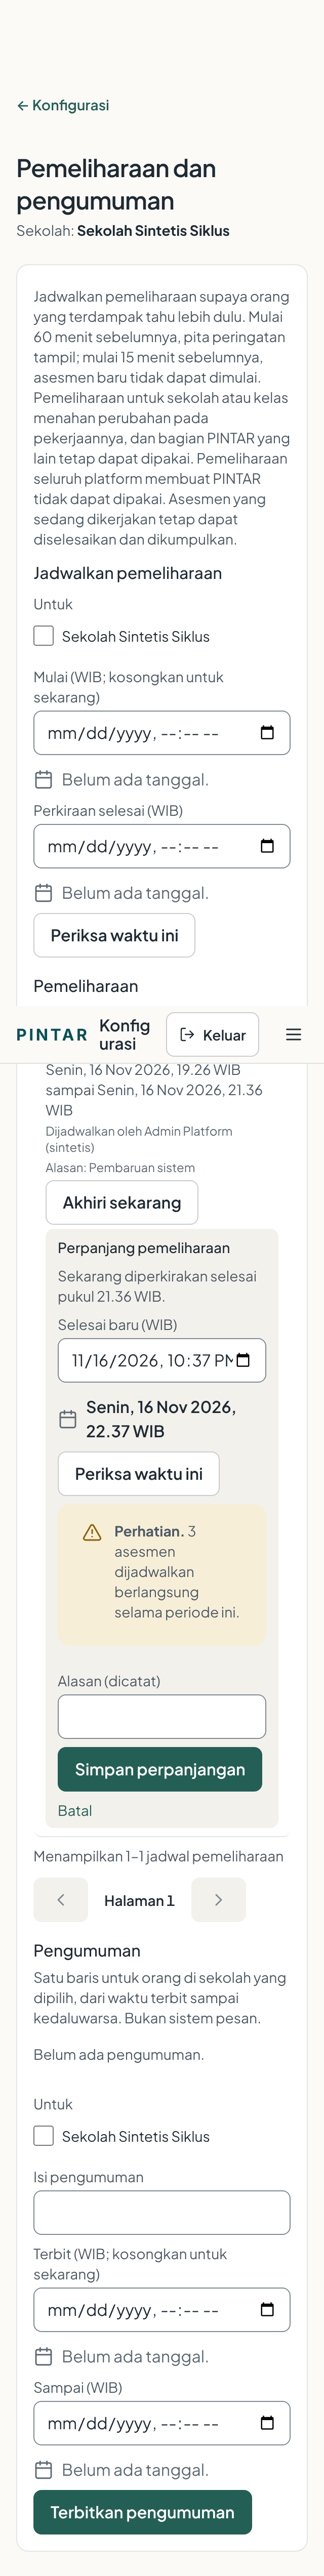 ← Konfigurasi
Pemeliharaan dan
pengumuman
Sekolah: Sekolah Sintetis Siklus
Jadwalkan pemeliharaan supaya orang
yang terdampak tahu lebih dulu. Mulai
60 menit sebelumnya, pita peringatan
tampil; mulai 15 menit sebelumnya,
asesmen baru tidak dapat dimulai.
Pemeliharaan untuk sekolah atau kelas
menahan perubahan pada
pekerjaannya, dan bagian PINTAR yang
lain tetap dapat dipakai. Pemeliharaan
seluruh platform membuat PINTAR
tidak dapat dipakai. Asesmen yang
sedang dikerjakan tetap dapat
diselesaikan dan dikumpulkan.
Jadwalkan pemeliharaan
Untuk
Sekolah Sintetis Siklus
Mulai (WIB; kosongkan untuk
sekarang)
mm/dd/yyyy, --:-- --
Belum ada tanggal.
Perkiraan selesai (WIB)
mm/dd/yyyy, --:-- --
Belum ada tanggal.
Periksa waktu ini
Pemeliharaan
PINTAR
Konfig
urasi
Keluar
Senin, 16 Nov 2026, 19.26 WIB
sampai Senin, 16 Nov 2026, 21.36
WIB
Dijadwalkan oleh Admin Platform
(sintetis)
Alasan: Pembaruan sistem
Akhiri sekarang
Perpanjang pemeliharaan
Sekarang diperkirakan selesai
pukul 21.36 WIB.
Selesai baru (WIB)
11/16/2026, 10:37 PM
Senin, 16 Nov 2026,
22.37 WIB
Periksa waktu ini
Perhatian. 3
asesmen
dijadwalkan
berlangsung
selama periode ini.
Alasan (dicatat)
Simpan perpanjangan
Batal
Menampilkan 1–1 jadwal pemeliharaan
Halaman 1
Pengumuman
Satu baris untuk orang di sekolah yang
dipilih, dari waktu terbit sampai
kedaluwarsa. Bukan sistem pesan.
Belum ada pengumuman.
Untuk
Sekolah Sintetis Siklus
Isi pengumuman
Terbit (WIB; kosongkan untuk
sekarang)
mm/dd/yyyy, --:-- --
Belum ada tanggal.
Sampai (WIB)
mm/dd/yyyy, --:-- --
Belum ada tanggal.
Terbitkan pengumuman